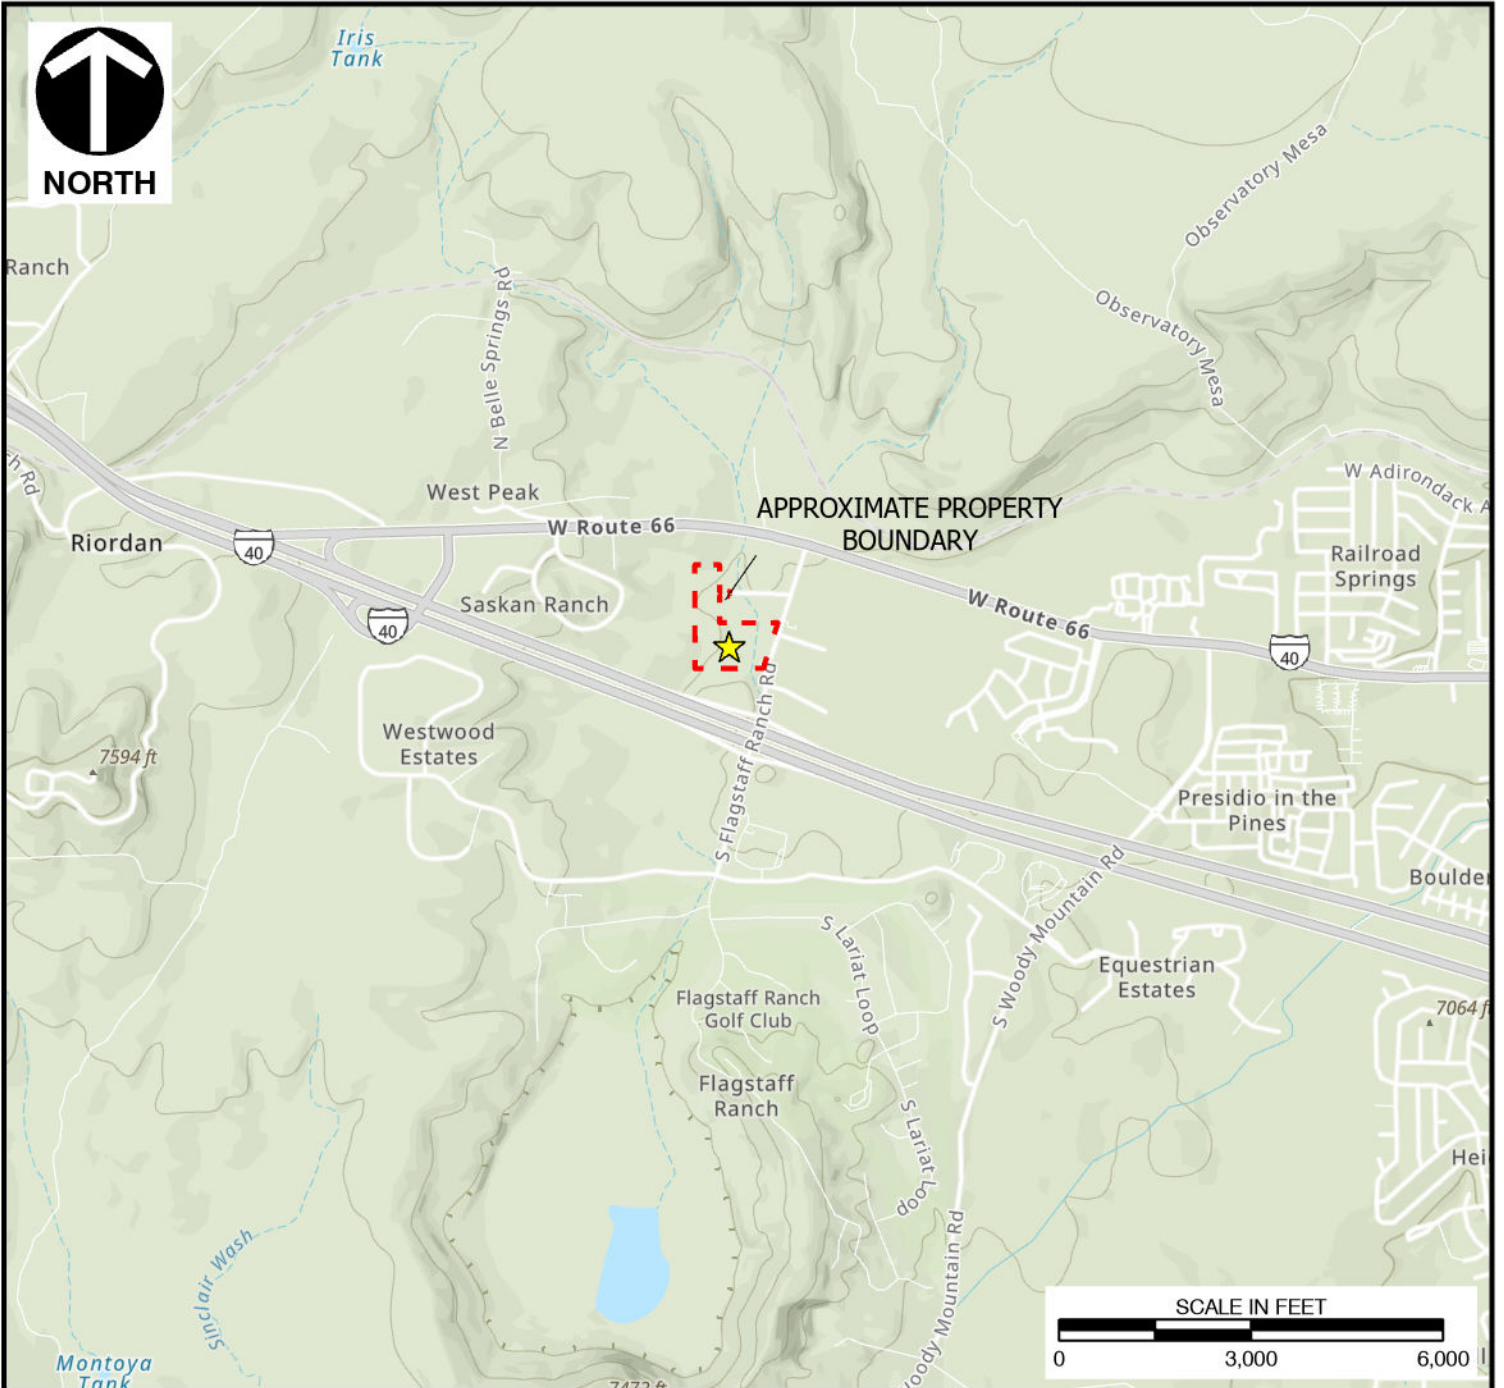 Iris
Tank
NORTH
Observatory Mesa
Ranch
N Belle Springs Rd
Observatory Mesa
W Adirondack A
h Rd
West Peak
APPROXIMATE PROPERTY
BOUNDARY
W Route 66
Riordan
40
Railroad
Springs
Saskan Ranch
40
W Route 66
40
Westwood
Estates
7594 ft
S Flagstaff Ranch Rd
Presidio in the
Pines
Boulder
S Woody Mountain Rd
S Lariat Loop
Equestrian
Estates
Flagstaff Ranch
Golf Club
7064 ft
Flagstaff
Ranch
S Lariat Loop
Hei
Sinclair Wash
Woody Mountain Rd
SCALE IN FEET
0 3,000 6,000
Montoya
Tank
7472 ft